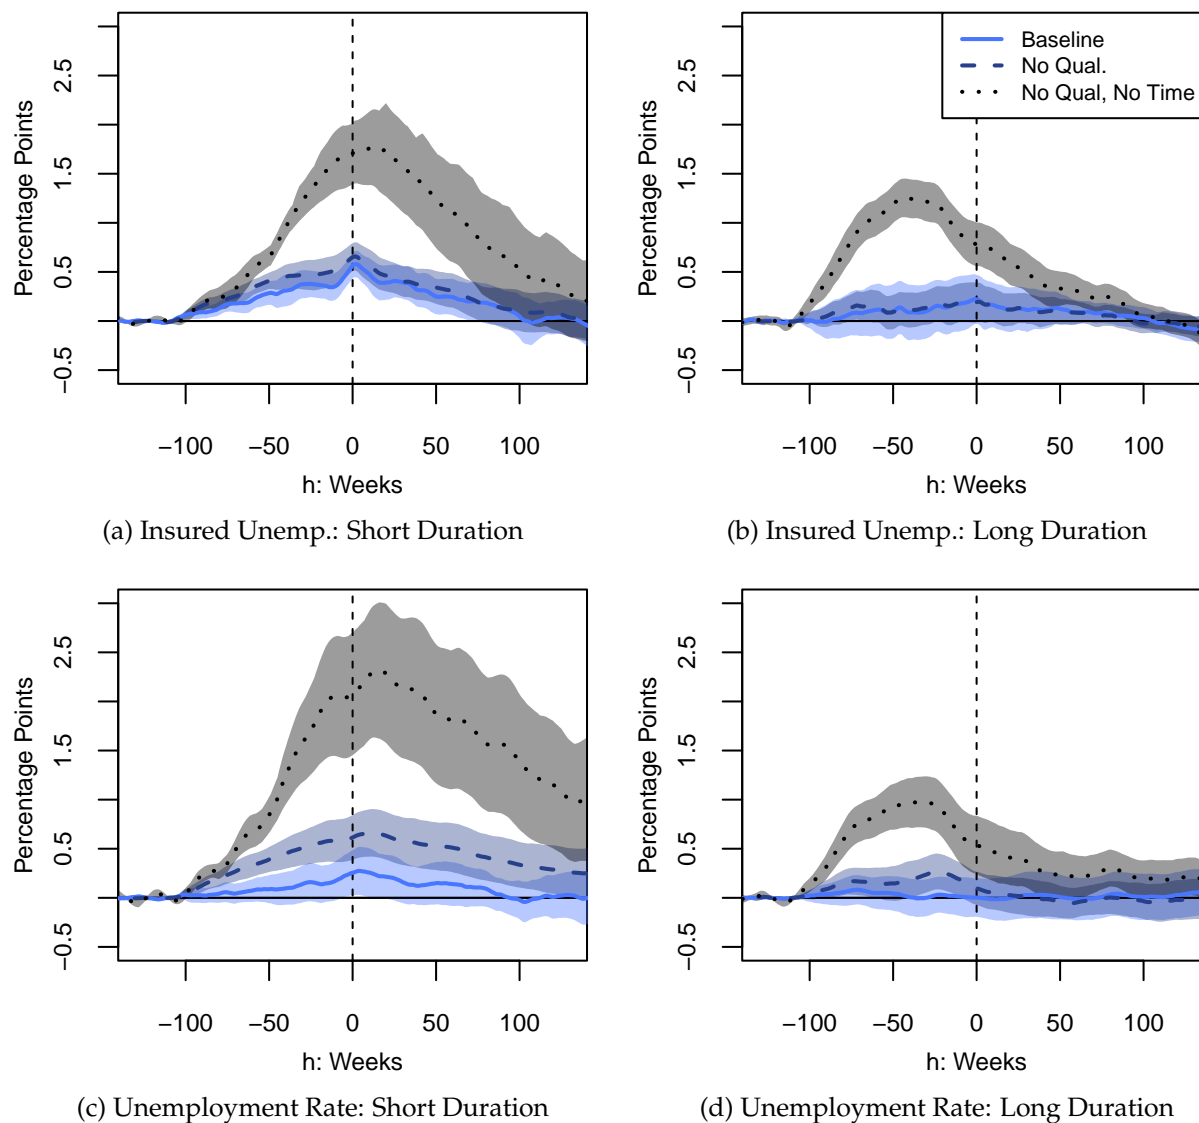 Percentage Points
2.5
1.5
0.5
−0.5
−100
−50
0
50
100
h: Weeks
(a) Insured Unemp.: Short Duration
Baseline
No Qual.
No Qual, No Time
Percentage Points
2.5
1.5
0.5
−0.5
−100
−50
0
50
100
h: Weeks
(b) Insured Unemp.: Long Duration
Percentage Points
2.5
1.5
0.5
−0.5
−100
−50
0
50
100
h: Weeks
(c) Unemployment Rate: Short Duration
Percentage Points
2.5
1.5
0.5
−0.5
−100
−50
0
50
100
h: Weeks
(d) Unemployment Rate: Long Duration